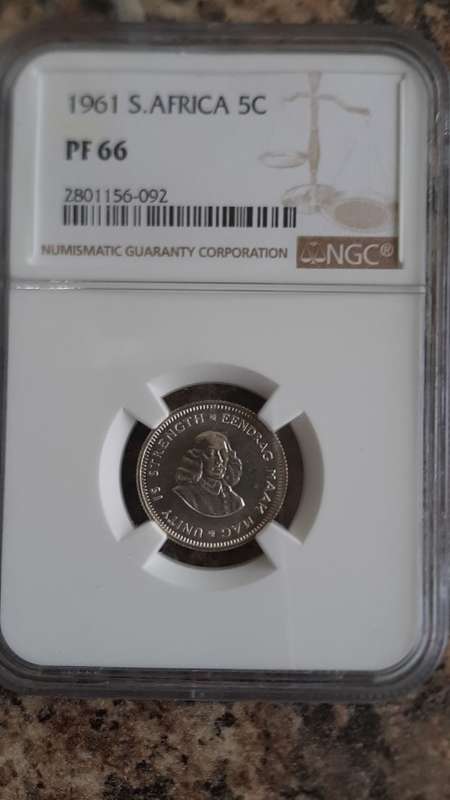 1961 S.AFRICA 5C
PF 66
2801156-092
NUMISMATIC GUARANTY CORPORATION
NGC®
UNITY IS STRENGTH * EENDRAG MAAK MAG *